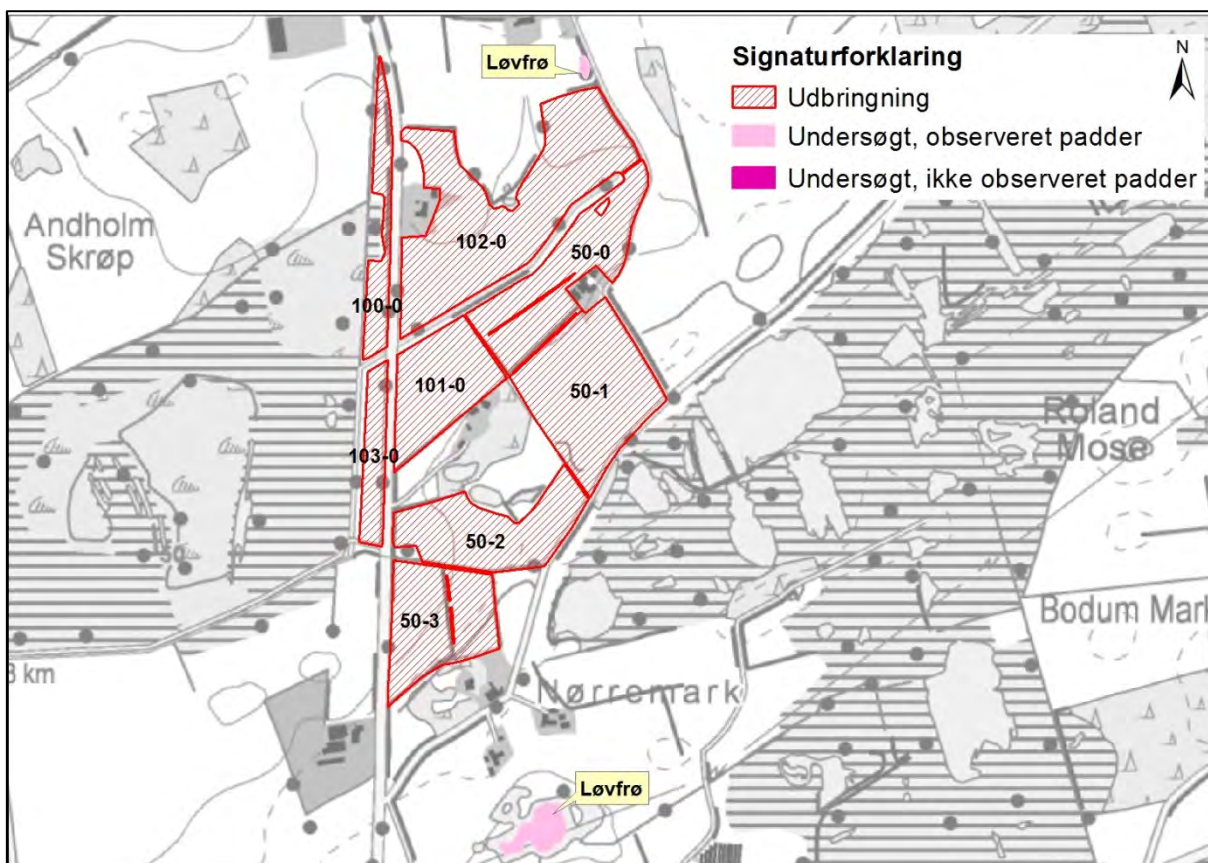 Løvfrø
Signaturforklaring
N
Udbringning
Undersøgt, observeret padder
Undersøgt, ikke observeret padder
Andholm
Skrøp
102-0
50-0
100-0
101-0
50-1
Roland
Mose
103-0
50-2
Bodum Mark
50-3
3 km
Nørremark
Løvfrø